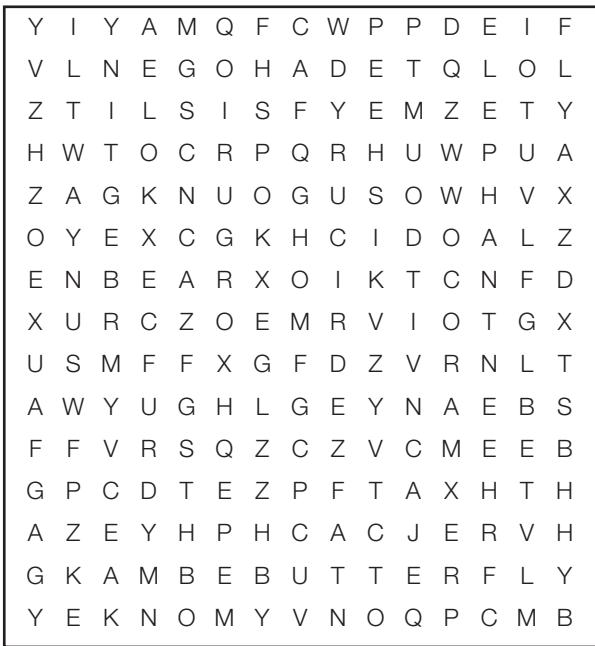 Y I Y A M Q F C W P P D E I F
V L N E G O H A D E T Q L O L
Z T I L S I S F Y E M Z E T Y
H W T O C R P Q R H U W P U A
Z A G K N U O G U S O W H V X
O Y E X C G K H C I D O A L Z
E N B E A R X O I K T C N F D
X U R C Z O E M R V I O T G X
U S M F F X G F D Z V R N L T
A W Y U G H L G E Y N A E B S
F F V R S Q Z C Z V C M E E B
G P C D T E Z P F T A X H T H
A Z E Y H P H C A C J E R V H
G K A M B E B U T T E R F L Y
Y E K N O M Y V N O Q P C M B